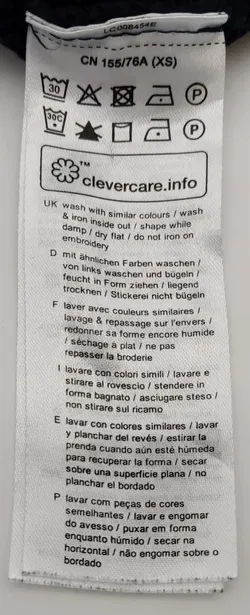 LC008454E
CN 155/76A (XS)
30
P
30C
P
™
clevercare.info
UK wash with similar colours / wash
& iron inside out / shape while
damp / dry flat / do not iron on
embroidery
D mit ähnlichen Farben waschen /
von links waschen und bügeln /
feucht in Form ziehen / liegend
trocknen / Stickerei nicht bügeln
F laver avec couleurs similaires /
lavage & repassage sur l'envers /
redonner sa forme encore humide
/ séchage à plat / ne pas
repasser la broderie
I lavare con colori simili / lavare e
stirare al rovescio / stendere in
forma bagnato / asciugare steso /
non stirare sul ricamo
E lavar con colores similares / lavar
y planchar del revés / estirar la
prenda cuando aún esté húmeda
para recuperar la forma / secar
sobre una superficie plana / no
planchar el bordado
P lavar com peças de cores
semelhantes / lavar e engomar
do avesso / puxar em forma
enquanto húmido / secar na
horizontal / não engomar sobre o
bordado